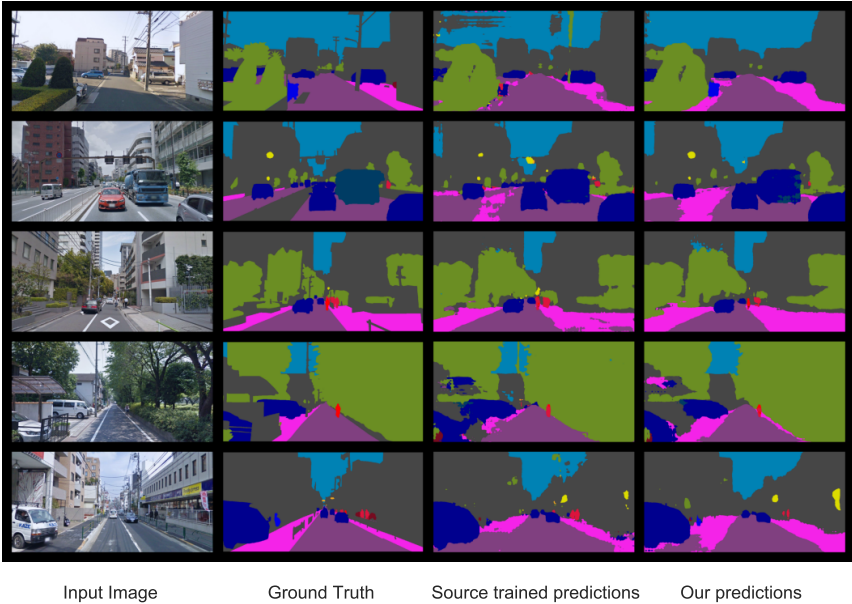 Input Image
Ground Truth
Source trained predictions
Our predictions